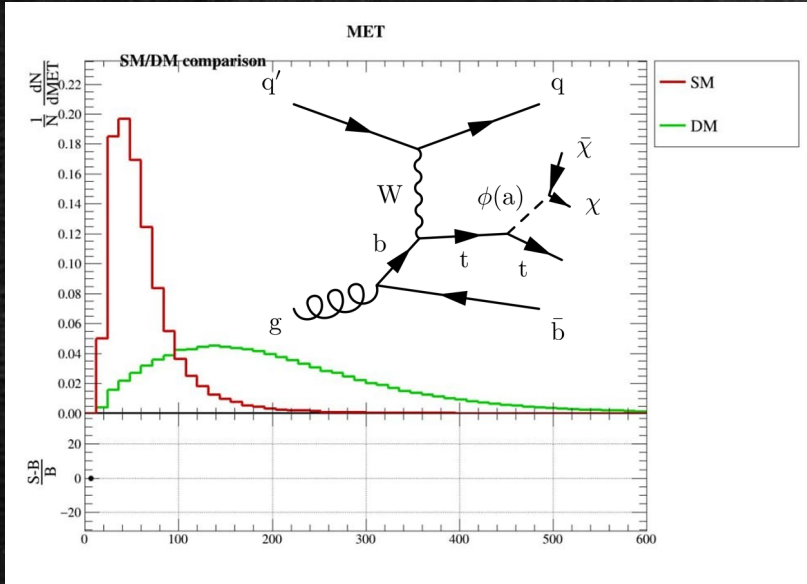 MET
SM/DM comparison
1/N dN/dMET
0.22
0.20
0.18
0.16
0.14
0.12
0.10
0.08
0.06
0.04
0.02
0.00
SM
DM
q′
q
W
χ̄
χ
φ(a)
b
t
t
g
b̄
S-B/B
20
0
−20
0
100
200
300
400
500
600